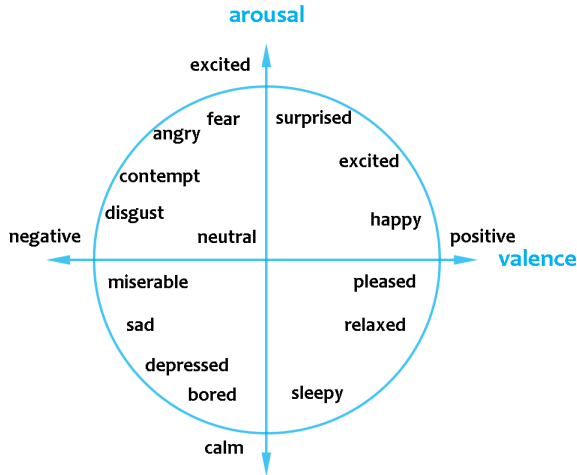 arousal
excited
fear
surprised
angry
excited
contempt
disgust
happy
negative
neutral
positive
valence
miserable
pleased
sad
relaxed
depressed
bored
sleepy
calm